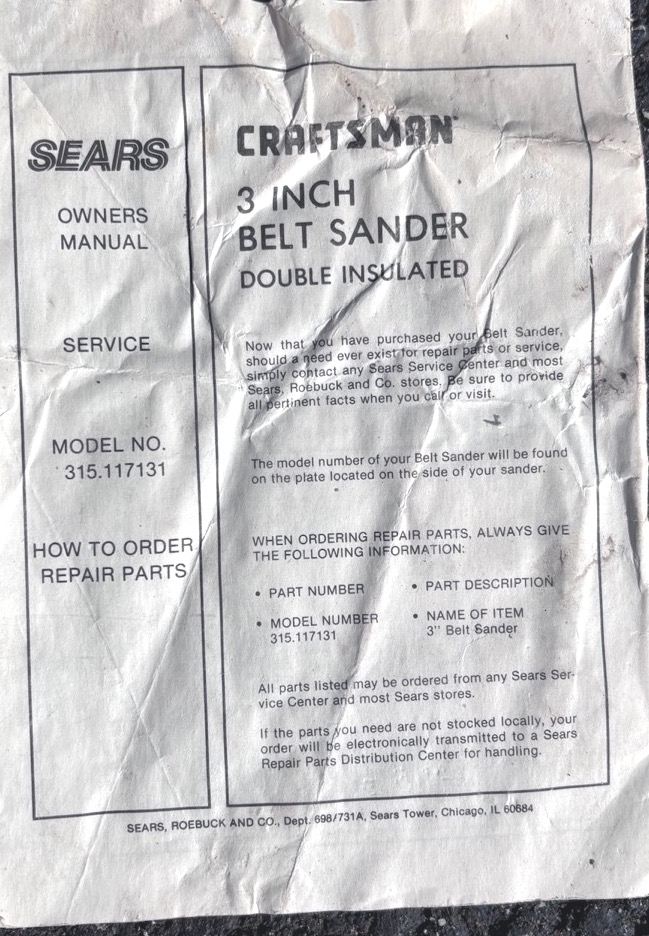 SEARS
OWNERS
MANUAL
SERVICE
MODEL NO.
315.117131
HOW TO ORDER
REPAIR PARTS
CRAFTSMAN
3 INCH
BELT SANDER
DOUBLE INSULATED
Now that you have purchased your Belt Sander,
should a need ever exist for repair parts or service,
simply contact any Sears Service Center and most
Sears, Roebuck and Co. stores. Be sure to provide
all pertinent facts when you call or visit.
The model number of your Belt Sander will be found
on the plate located on the side of your sander.
WHEN ORDERING REPAIR PARTS, ALWAYS GIVE
THE FOLLOWING INFORMATION:
• PART NUMBER
• PART DESCRIPTION
• MODEL NUMBER
315.117131
• NAME OF ITEM
3'' Belt Sander
All parts listed may be ordered from any Sears Ser-
vice Center and most Sears stores.
If the parts you need are not stocked locally, your
order will be electronically transmitted to a Sears
Repair Parts Distribution Center for handling.
SEARS, ROEBUCK AND CO., Dept. 698/731A, Sears Tower, Chicago, IL 60684